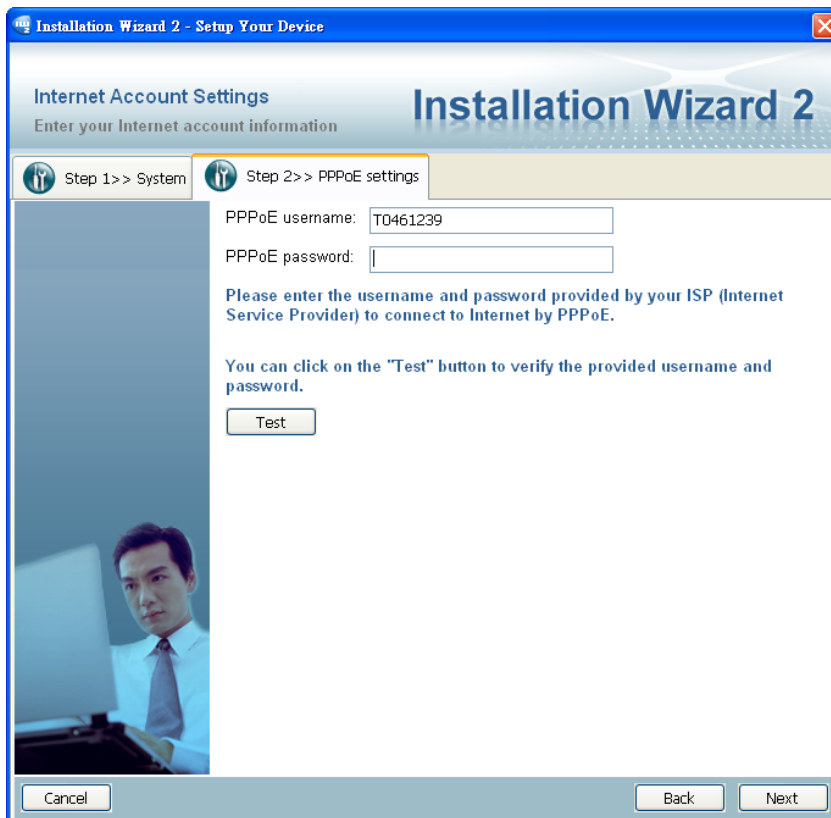 Installation Wizard 2 - Setup Your Device
Internet Account Settings
Enter your Internet account information
Installation Wizard 2
Step 1>> System
Step 2>> PPPoE settings
PPPoE username:
T0461239
PPPoE password:
Please enter the username and password provided by your ISP (Internet
Service Provider) to connect to Internet by PPPoE.
You can click on the "Test" button to verify the provided username and
password.
Test
Cancel
Back
Next